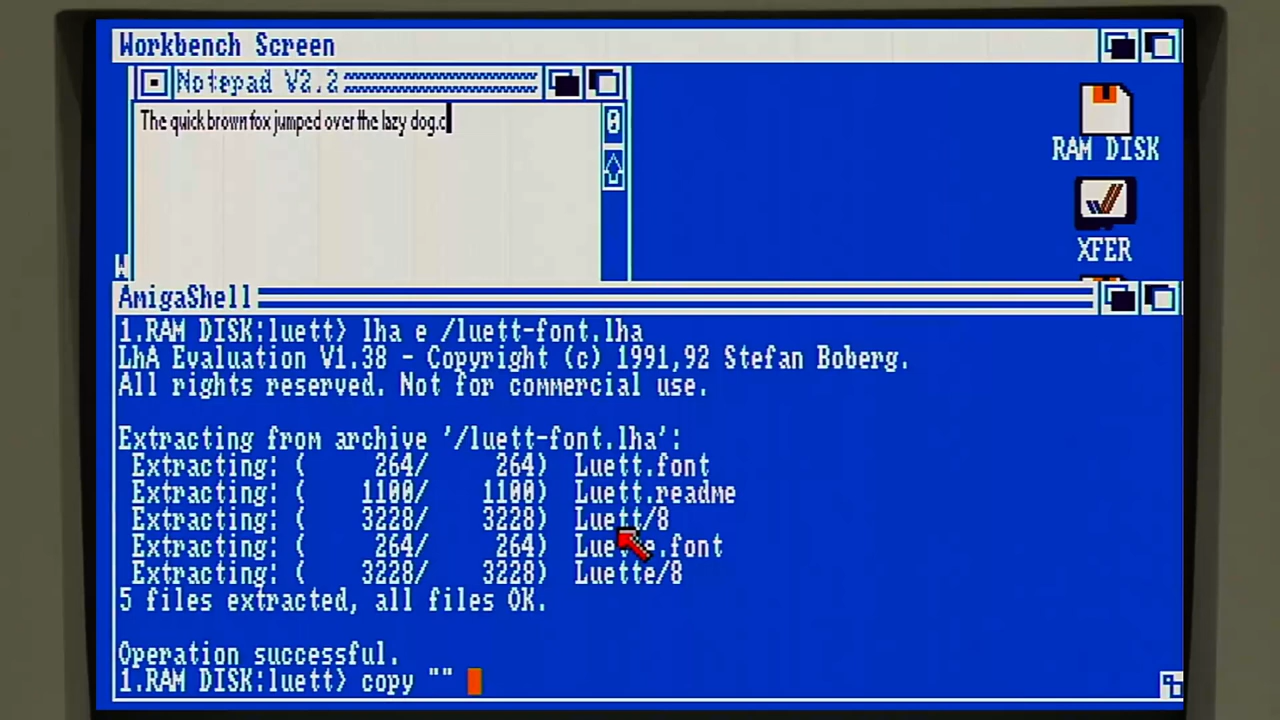 Workbench Screen
Notepad V2.2
The quick brown fox jumped over the lazy dog.c
RAM DISK
XFER
W
AmigaShell
1.RAM DISK:luett> lha e /luett-font.lha
LhA Evaluation V1.38 - Copyright (c) 1991,92 Stefan Boberg.
All rights reserved. Not for commercial use.
Extracting from archive '/luett-font.lha':
Extracting: ( 264/ 264) Luett.font
Extracting: ( 1100/ 1100) Luett.readme
Extracting: ( 3228/ 3228) Luett/8
Extracting: ( 264/ 264) Luette.font
Extracting: ( 3228/ 3228) Luette/8
5 files extracted, all files OK.
Operation successful.
1.RAM DISK:luett> copy ""